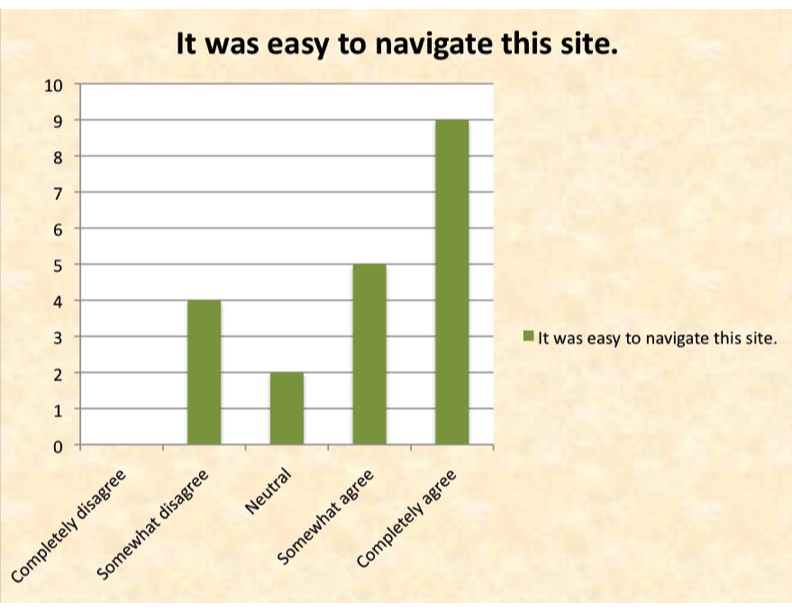 It was easy to navigate this site.
10
9
8
7
6
5
4
3
2
1
0
It was easy to navigate this site.
Completely disagree
Somewhat disagree
Neutral
Somewhat agree
Completely agree